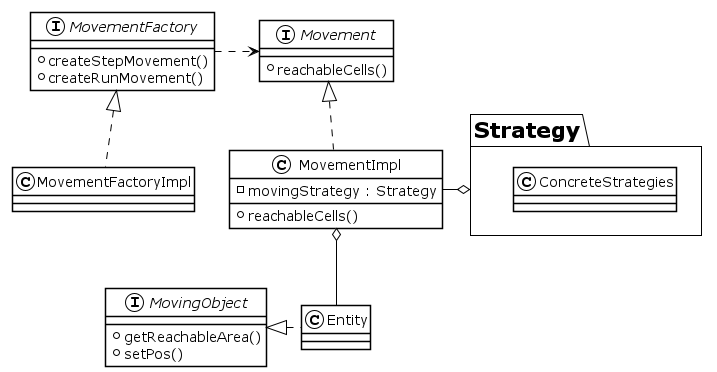 I MovementFactory
createStepMovement()
createRunMovement()
I Movement
reachableCells()
C MovementFactoryImpl
C MovementImpl
movingStrategy : Strategy
reachableCells()
Strategy
C ConcreteStrategies
I MovingObject
getReachableArea()
setPos()
C Entity